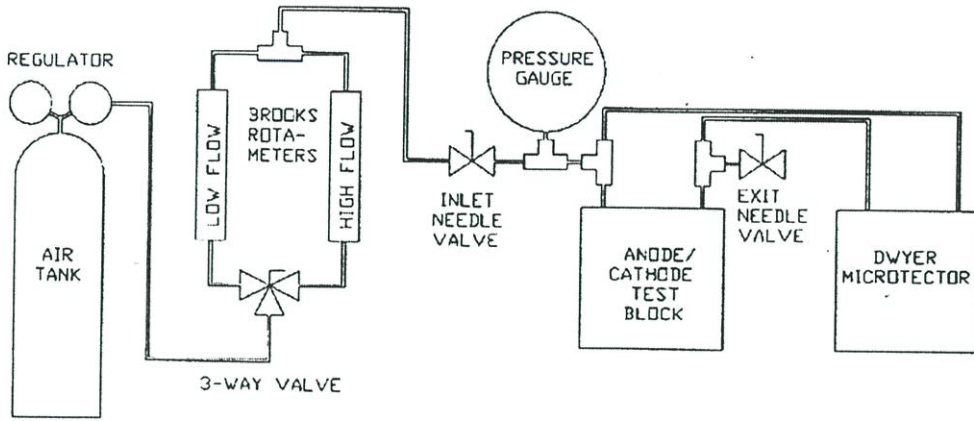 REGULATOR
AIR
TANK
LOW FLOW
BROCKS
ROTA-
METERS
HIGH FLOW
3-WAY VALVE
PRESSURE
GAUGE
INLET
NEEDLE
VALVE
EXIT
NEEDLE
VALVE
ANODE/
CATHODE
TEST
BLOCK
DWYER
MICROTECTOR